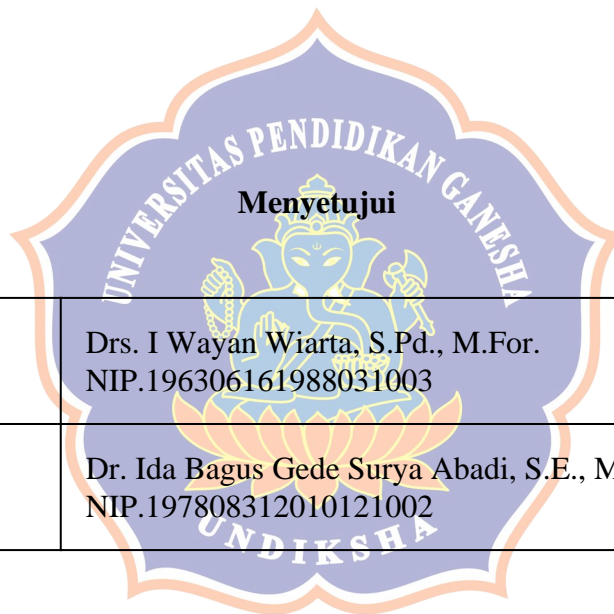 UNIVERSITAS PENDIDIKAN GANESHA
Menyetujui
Drs. I Wayan Wiarta, S.Pd., M.For.
NIP.196306161988031003
Dr. Ida Bagus Gede Surya Abadi, S.E., M
NIP.197808312010121002
UNDIKSHA